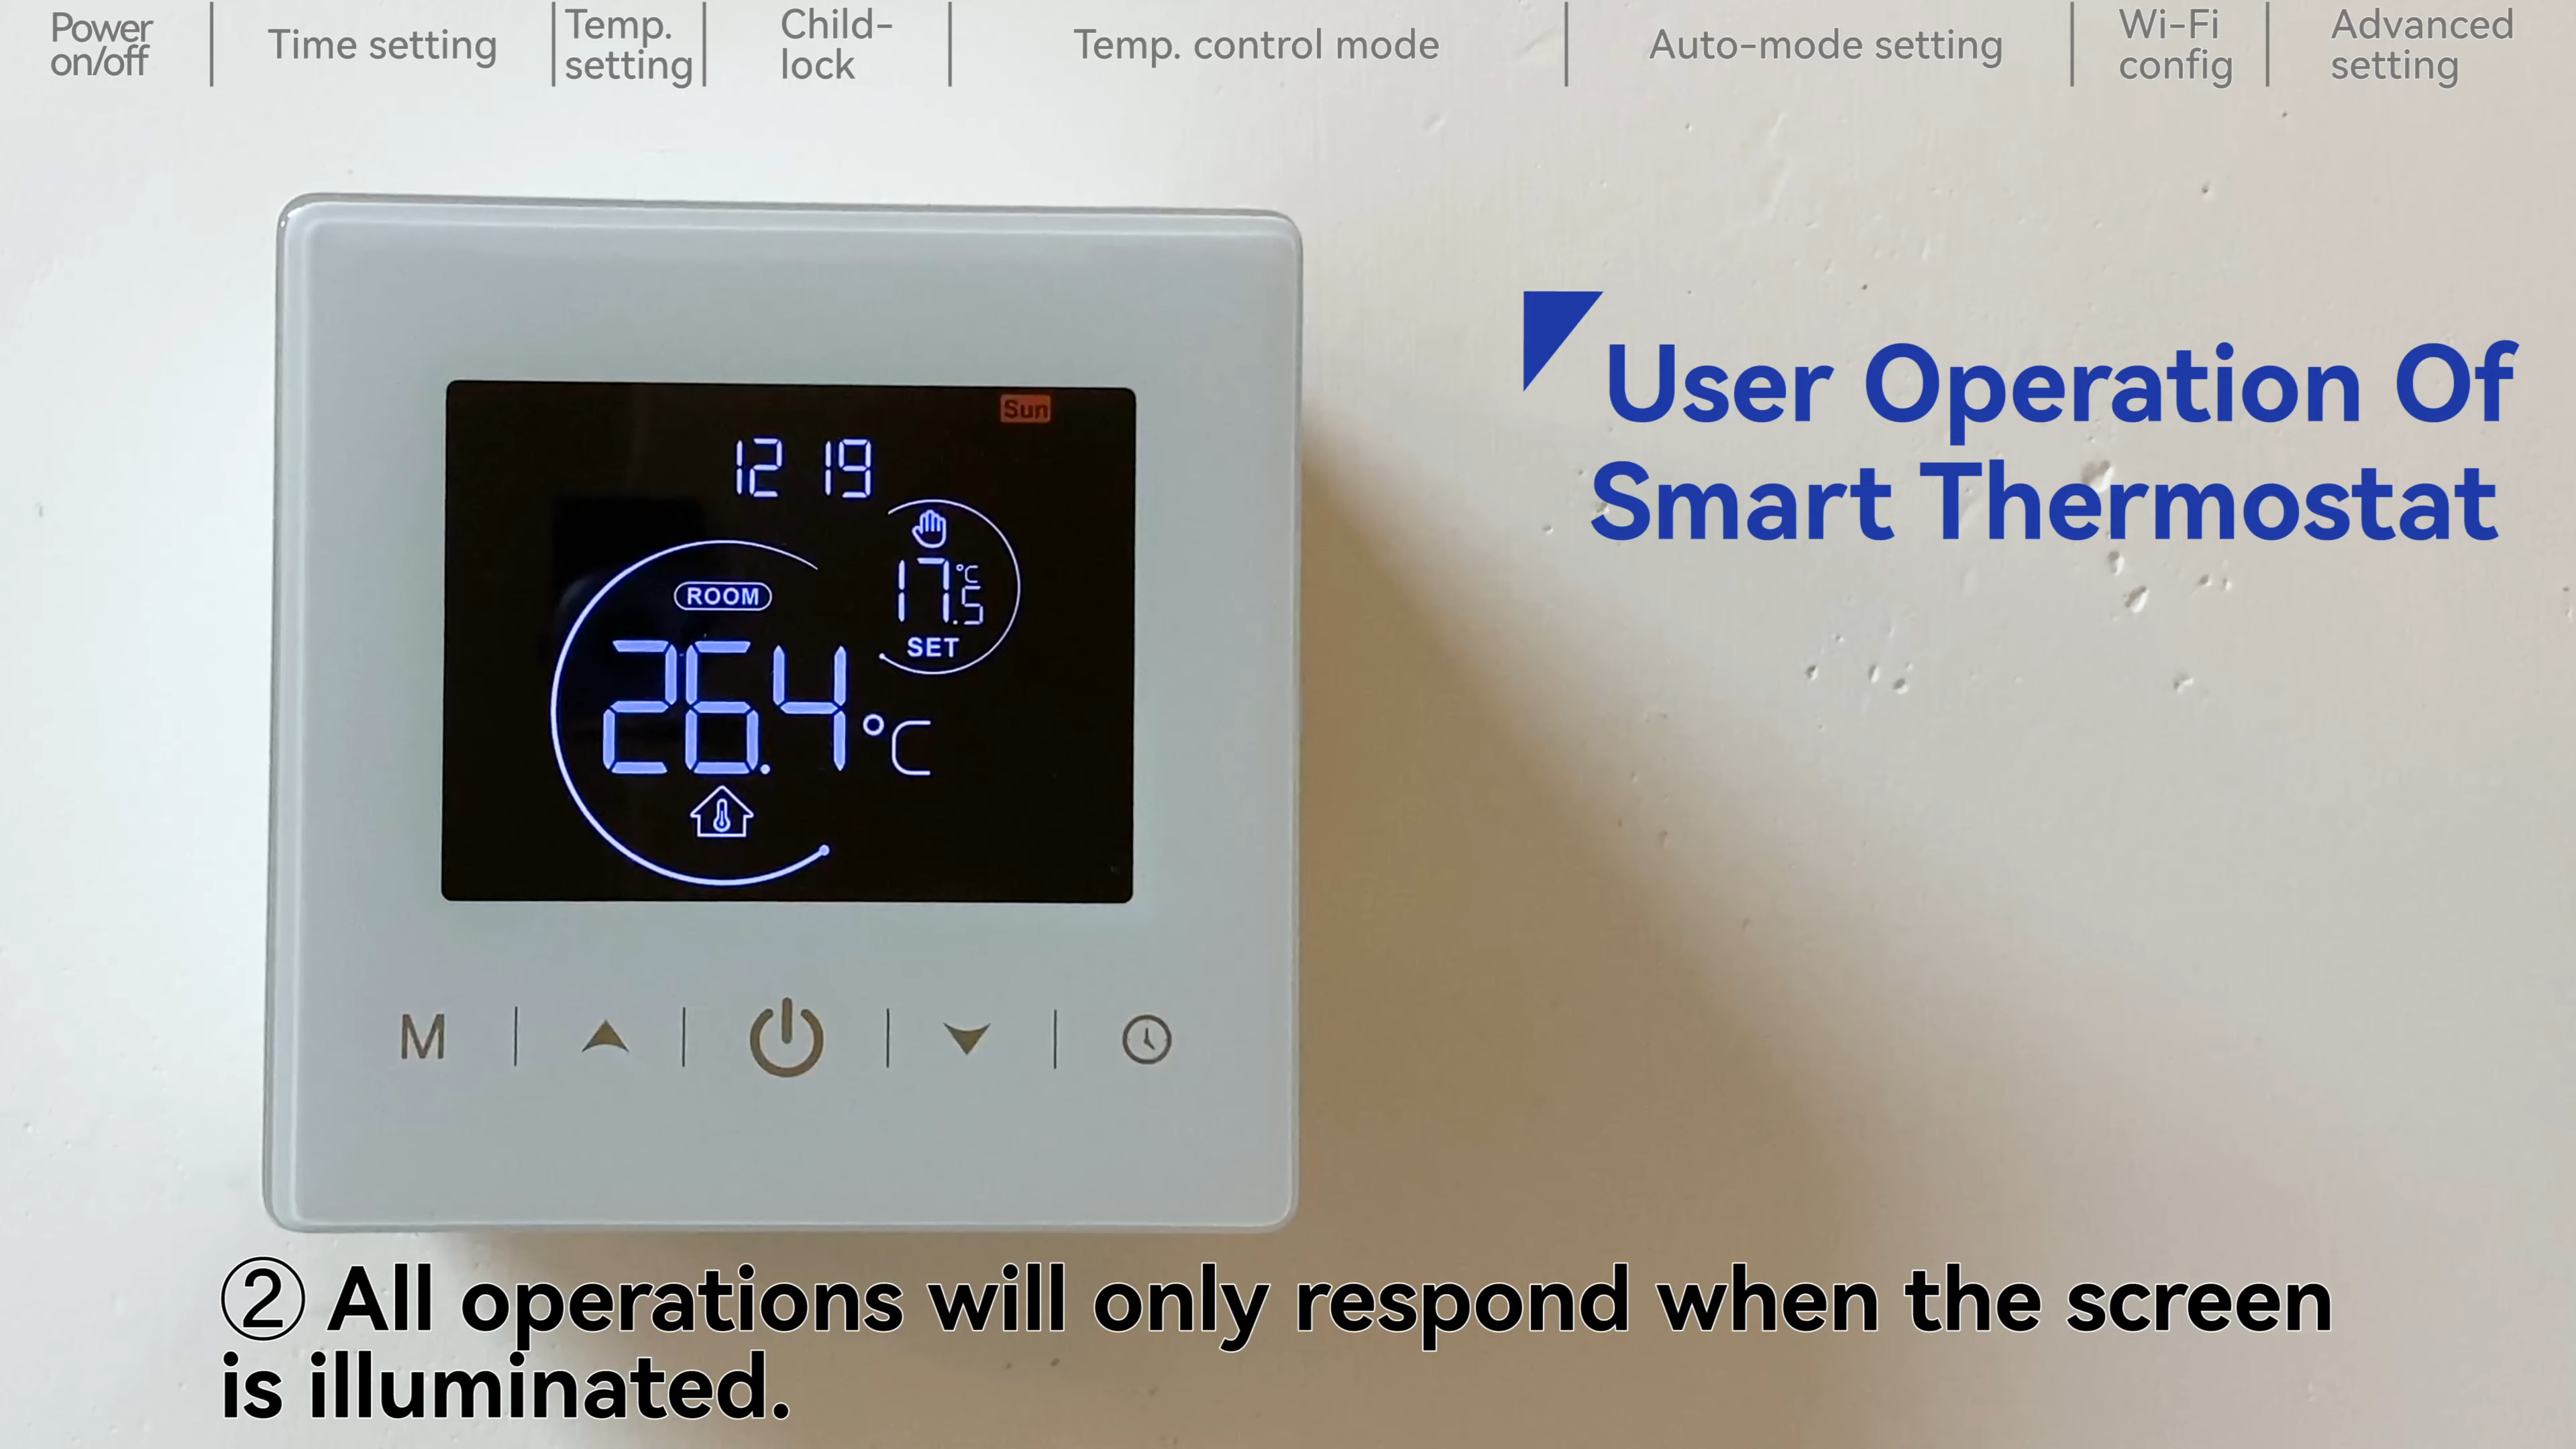 Power
on/off
Time setting
Temp.
setting
Child-
lock
Temp. control mode
Auto-mode setting
Wi-Fi
config
Advanced
setting
User Operation Of
Smart Thermostat
Sun
12 19
17.5 °C
SET
ROOM
26.4 °C
M
② All operations will only respond when the screen
is illuminated.